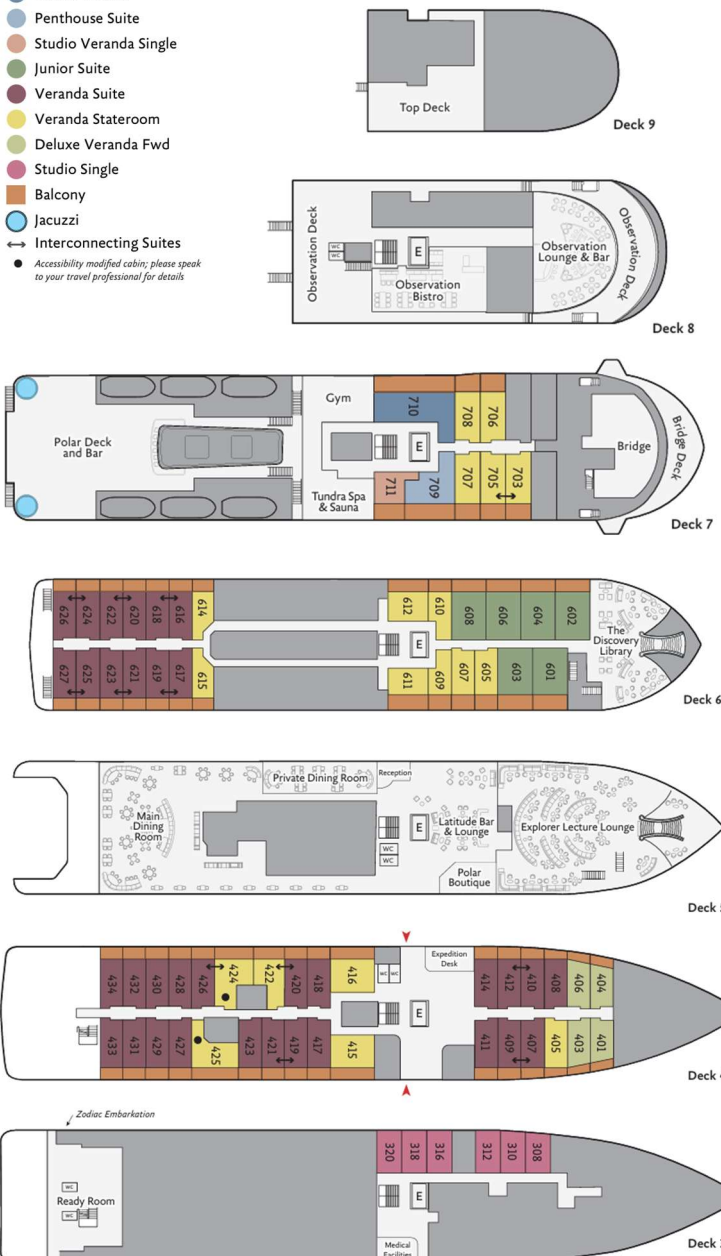 Penthouse Suite
Studio Veranda Single
Junior Suite
Veranda Suite
Veranda Stateroom
Deluxe Veranda Fwd
Studio Single
Balcony
Jacuzzi
Interconnecting Suites
Accessibility modified cabin; please speak
to your travel professional for details
Top Deck
Deck 9
Observation Deck
WC
WC
E
Observation
Bistro
Observation
Lounge & Bar
Observation Deck
Deck 8
Polar Deck
and Bar
Gym
Tundra Spa
& Sauna
710
708
706
E
711
709
707
705
703
Bridge
Bridge Deck
Deck 7
626
624
622
620
618
616
614
612
610
608
606
604
602
E
627
625
623
621
619
617
615
611
609
607
605
603
601
The
Discovery
Library
Deck 6
Main
Dining
Room
Private Dining Room
Reception
E
WC
WC
Latitude Bar
& Lounge
Polar
Boutique
Explorer Lecture Lounge
Deck
434
432
430
428
426
424
422
420
418
416
WC
WC
Expedition
Desk
414
412
410
408
406
404
E
433
431
429
427
425
423
421
419
417
415
411
409
407
405
403
401
Deck
Zodiac Embarkation
WC
Ready Room
WC
320
318
316
312
310
308
E
Medical
Facilities
Deck